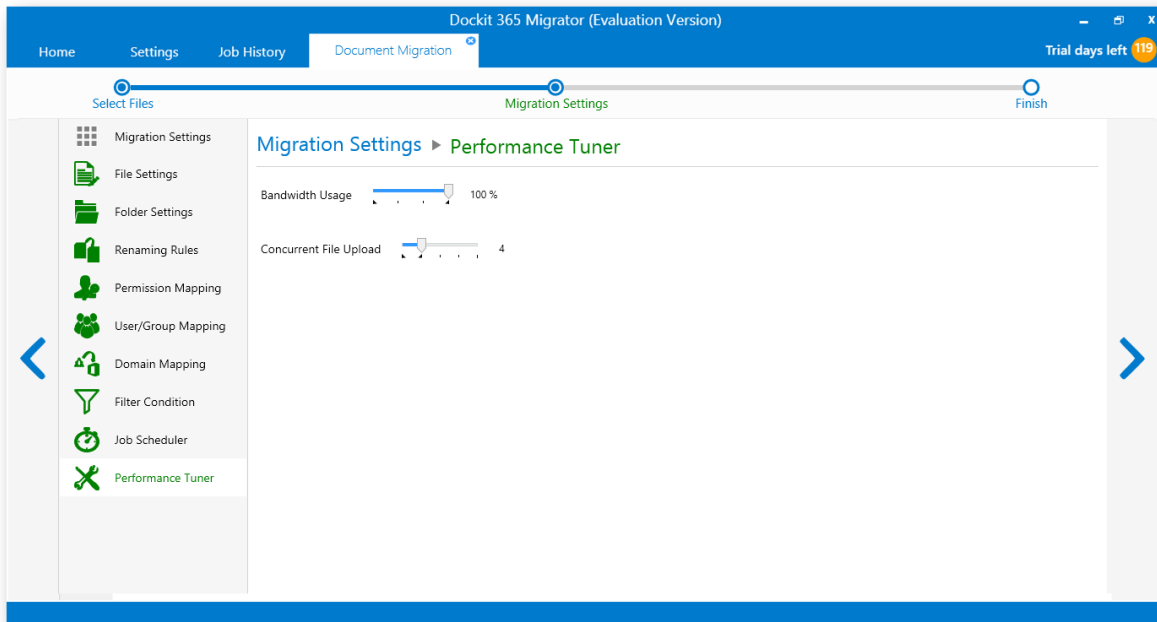 Dockit 365 Migrator (Evaluation Version)
Home Settings Job History Document Migration Trial days left 119
Select Files Migration Settings Finish
Migration Settings
File Settings
Folder Settings
Renaming Rules
Permission Mapping
User/Group Mapping
Domain Mapping
Filter Condition
Job Scheduler
Performance Tuner
Migration Settings Performance Tuner
Bandwidth Usage 100 %
Concurrent File Upload 4